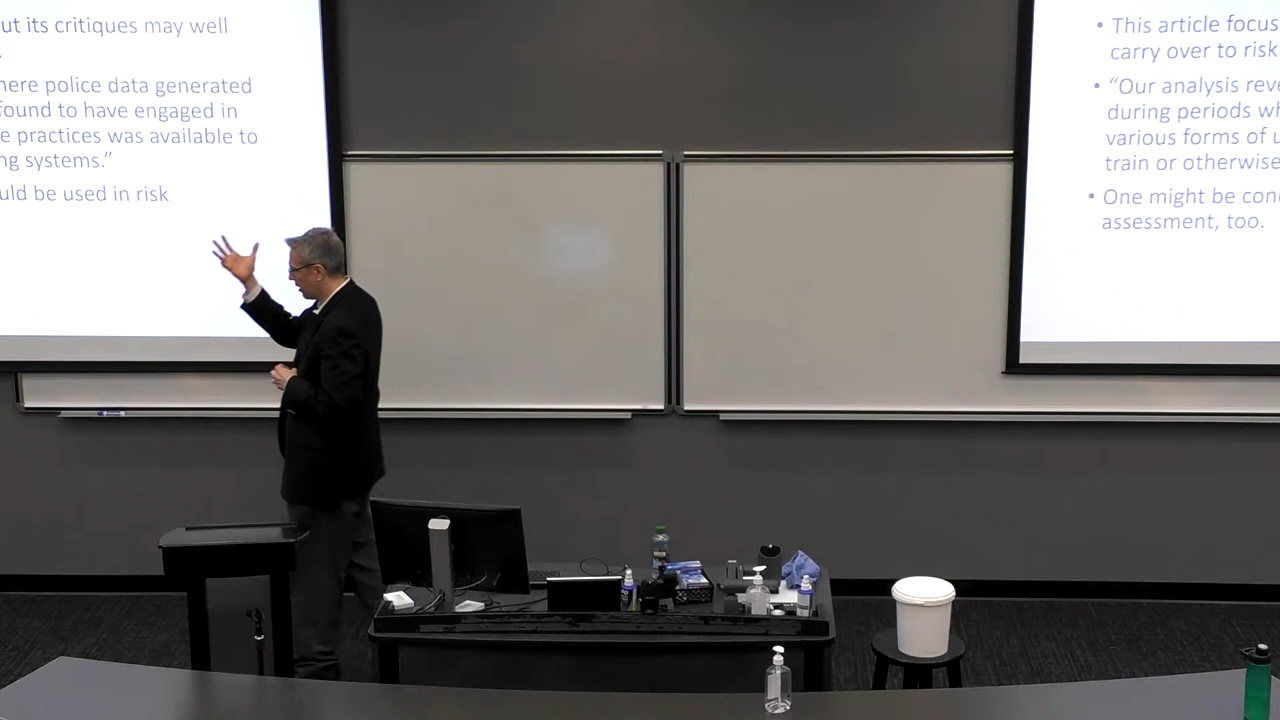 ut its critiques may well
.
here police data generated
found to have engaged in
e practices was available to
ng systems.”
uld be used in risk
• This article focus
carry over to risk
• “Our analysis reve
during periods wh
various forms of u
train or otherwise
• One might be conc
assessment, too.